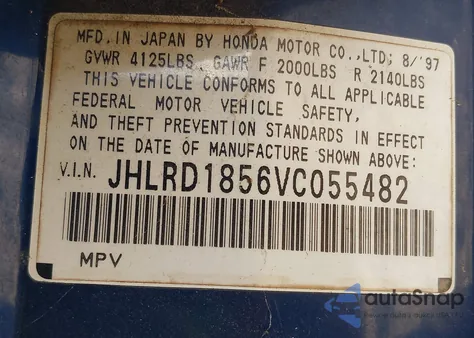 MFD. IN JAPAN BY HONDA MOTOR CO.,LTD; 8/'97
GVWR 4125LBS GAWR F 2000LBS R 2140LBS
THIS VEHICLE CONFORMS TO ALL APPLICABLE
FEDERAL MOTOR VEHICLE SAFETY,
AND THEFT PREVENTION STANDARDS IN EFFECT
ON THE DATE OF MANUFACTURE SHOWN ABOVE:
V.I.N. JHLRD1856VC055482
MPV
autoSnap